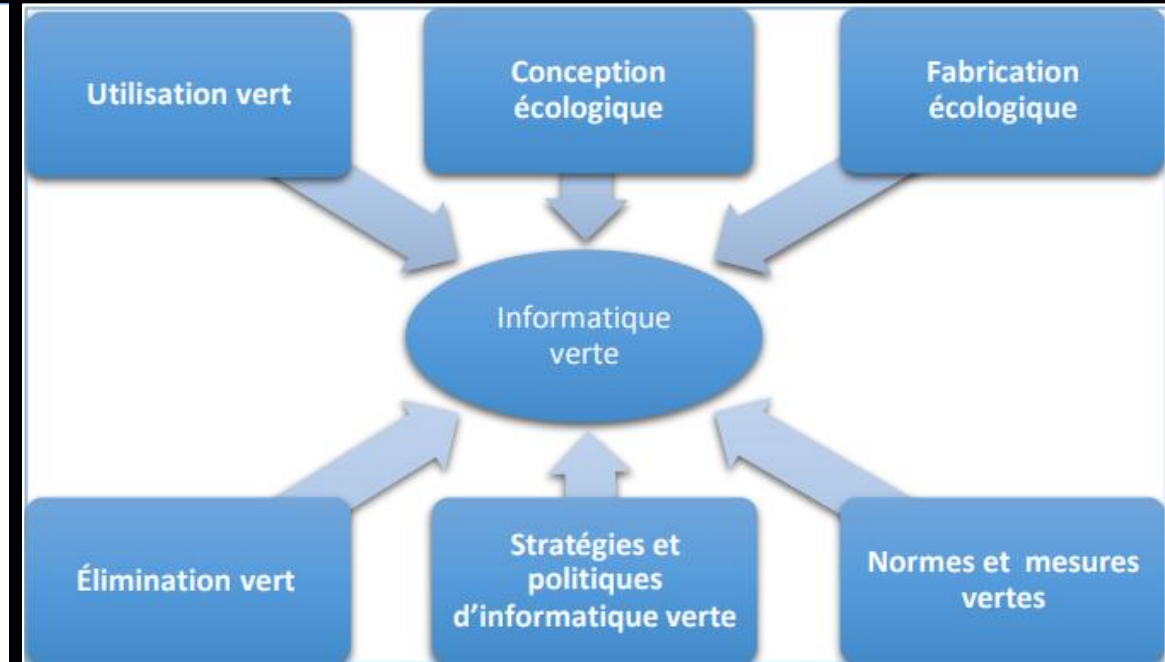 Utilisation vert
Conception
écologique
Fabrication
écologique
Informatique
verte
Élimination vert
Stratégies et
politiques
d'informatique verte
Normes et mesures
vertes